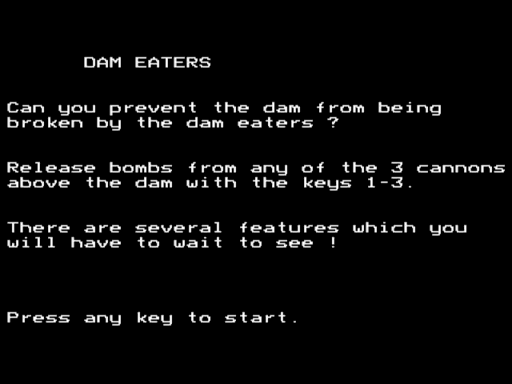 DAM EATERS
Can you prevent the dam from being
broken by the dam eaters ?
Release bombs from any of the 3 cannons
above the dam with the keys 1-3.
There are several features which you
will have to wait to see !
Press any key to start.